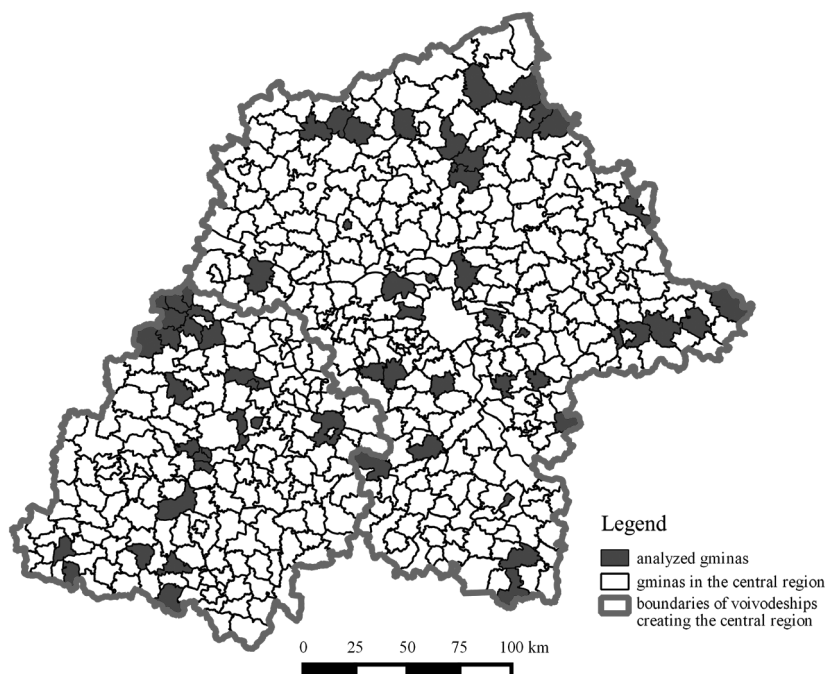 Legend
analyzed gminas
gminas in the central region
boundaries of voivodeships
creating the central region
0 25 50 75 100 km